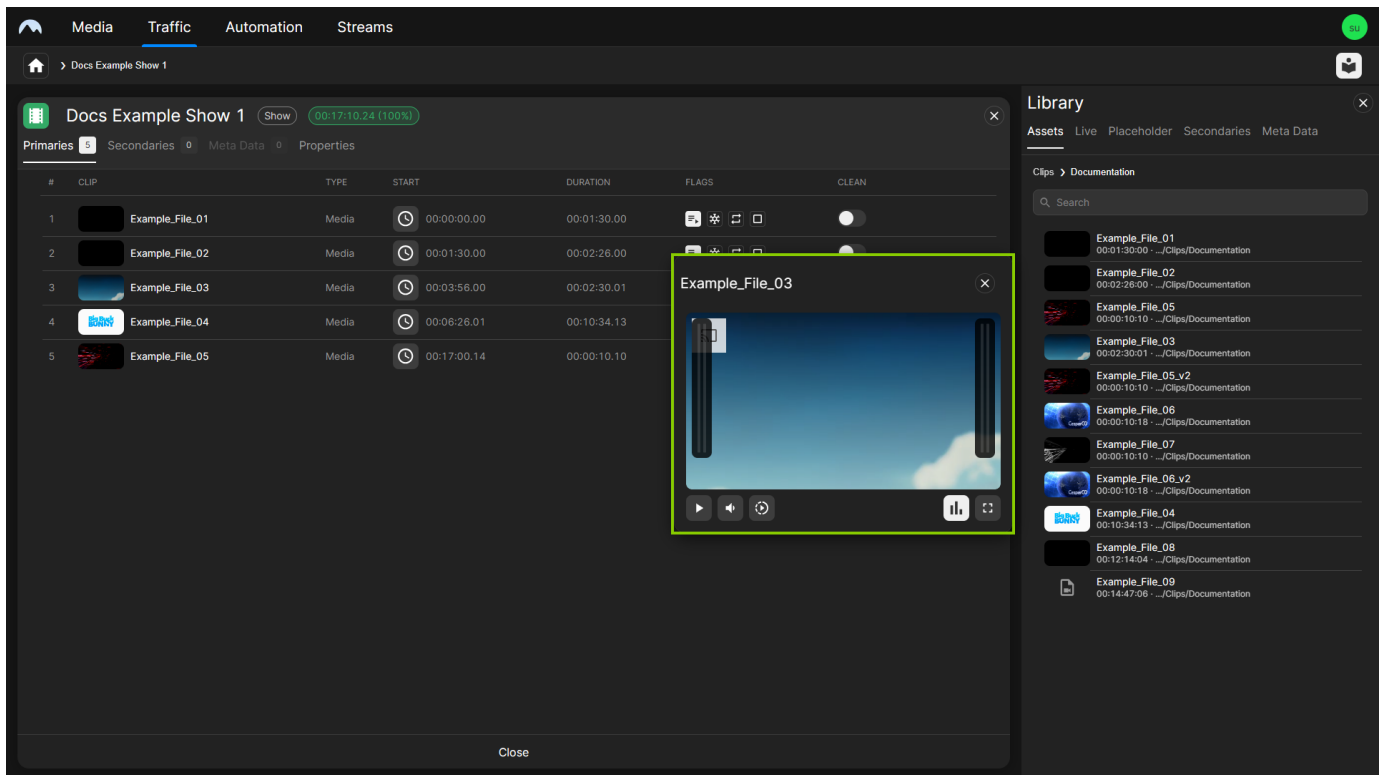 Media Traffic Automation Streams
su
Docs Example Show 1
Docs Example Show 1 Show 00:17:10.24 (100%)
Primaries 5 Secondaries 0 Meta Data 0 Properties
# CLIP TYPE START DURATION FLAGS CLEAN
1 Example_File_01 Media 00:00:00.00 00:01:30.00
2 Example_File_02 Media 00:01:30.00 00:02:26.00
3 Example_File_03 Media 00:03:56.00 00:02:30.01
4 Big Buck BUNNY Example_File_04 Media 00:06:26.01 00:10:34.13
5 Example_File_05 Media 00:17:00.14 00:00:10.10
Example_File_03
Close
Library
Assets Live Placeholder Secondaries Meta Data
Clips > Documentation
Search
Example_File_01
00:01:30:00 · .../Clips/Documentation
Example_File_02
00:02:26:00 · .../Clips/Documentation
Example_File_05
00:00:10:10 · .../Clips/Documentation
Example_File_03
00:02:30:01 · .../Clips/Documentation
Example_File_05_v2
00:00:10:10 · .../Clips/Documentation
CasparCG
Example_File_06
00:00:10:18 · .../Clips/Documentation
Example_File_07
00:00:10:10 · .../Clips/Documentation
CasparCG
Example_File_06_v2
00:00:10:18 · .../Clips/Documentation
Big Buck BUNNY
Example_File_04
00:10:34:13 · .../Clips/Documentation
Example_File_08
00:12:14:04 · .../Clips/Documentation
Example_File_09
00:14:47:06 · .../Clips/Documentation